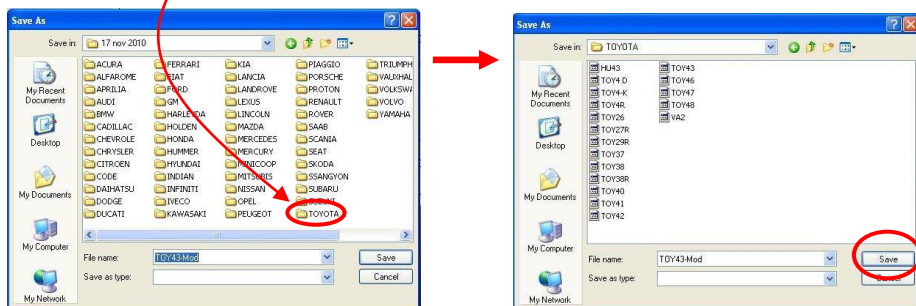 Save As
Save in: 17 nov 2010
My Recent Documents
Desktop
My Documents
My Computer
My Network
ACURA
ALFAROME
APRILIA
AUDI
BMW
CADILLAC
CHEVROLE
CHRYSLER
CITROEN
CODE
DAIHATSU
DODGE
DUCATI
FERRARI
FIAT
FORD
GM
HARLEYDA
HOLDEN
HONDA
HUMMER
HYUNDAI
INDIAN
INFINITI
IVECO
KAWASAKI
KIA
LANCIA
LANDROVE
LEXUS
LINCOLN
MAZDA
MERCEDES
MERCURY
MINICOOP
MITSUBIS
NISSAN
OPEL
PEUGEOT
PIAGGIO
PORSCHE
PROTON
RENAULT
ROVER
SAAB
SCANIA
SEAT
SKODA
SSANGYON
SUBARU
SUZUKI
TOYOTA
TRIUMPH
VAUXHAL
VOLKSWA
VOLVO
YAMAHA
File name: TOY43-Mod Save
Save as type: Cancel
Save As
Save in: TOYOTA
My Recent Documents
Desktop
My Documents
My Computer
My Network
HU43
TOY4-D
TOY4-K
TOY4R
TOY26
TOY27R
TOY29R
TOY37
TOY38
TOY38R
TOY40
TOY41
TOY42
TOY43
TOY46
TOY47
TOY48
VA2
File name: TOY43-Mod Save
Save as type: Cancel